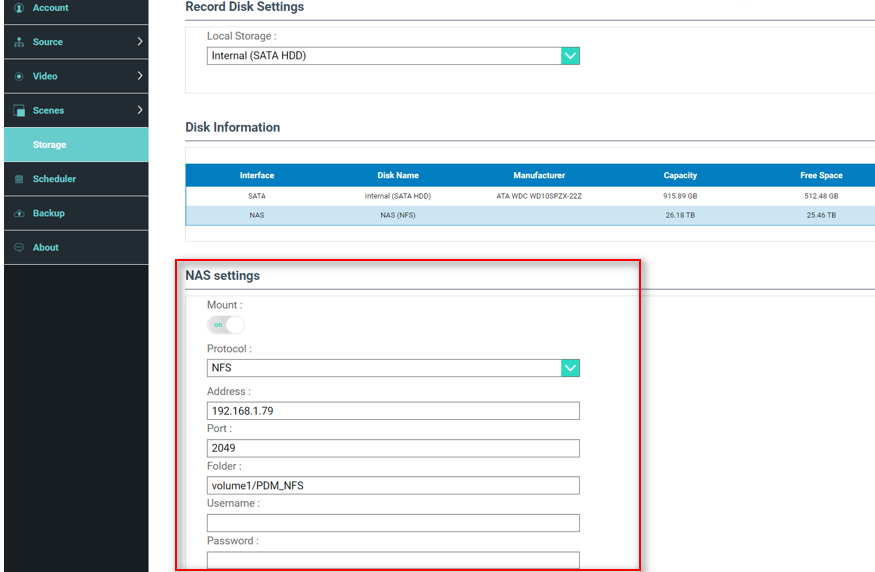 Account
Source
Video
Scenes
Storage
Scheduler
Backup
About
Record Disk Settings
Local Storage :
Internal (SATA HDD)
Disk Information
Interface Disk Name Manufacturer Capacity Free Space
SATA Internal (SATA HDD) ATA WDC WD10SPZX-22Z 915.89 GB 512.48 GB
NAS NAS (NFS) 26.18 TB 25.46 TB
NAS settings
Mount :
on
Protocol :
NFS
Address :
192.168.1.79
Port :
2049
Folder :
volume1/PDM_NFS
Username :
Password :